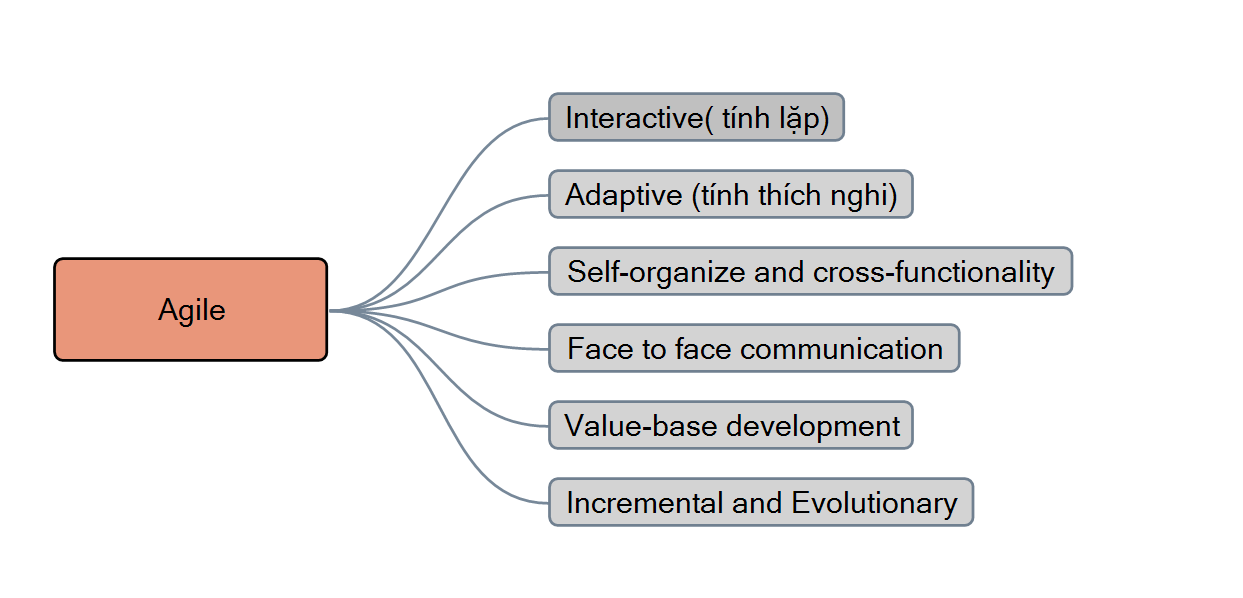 Agile
Interactive( tính lặp)
Adaptive (tính thích nghi)
Self-organize and cross-functionality
Face to face communication
Value-base development
Incremental and Evolutionary